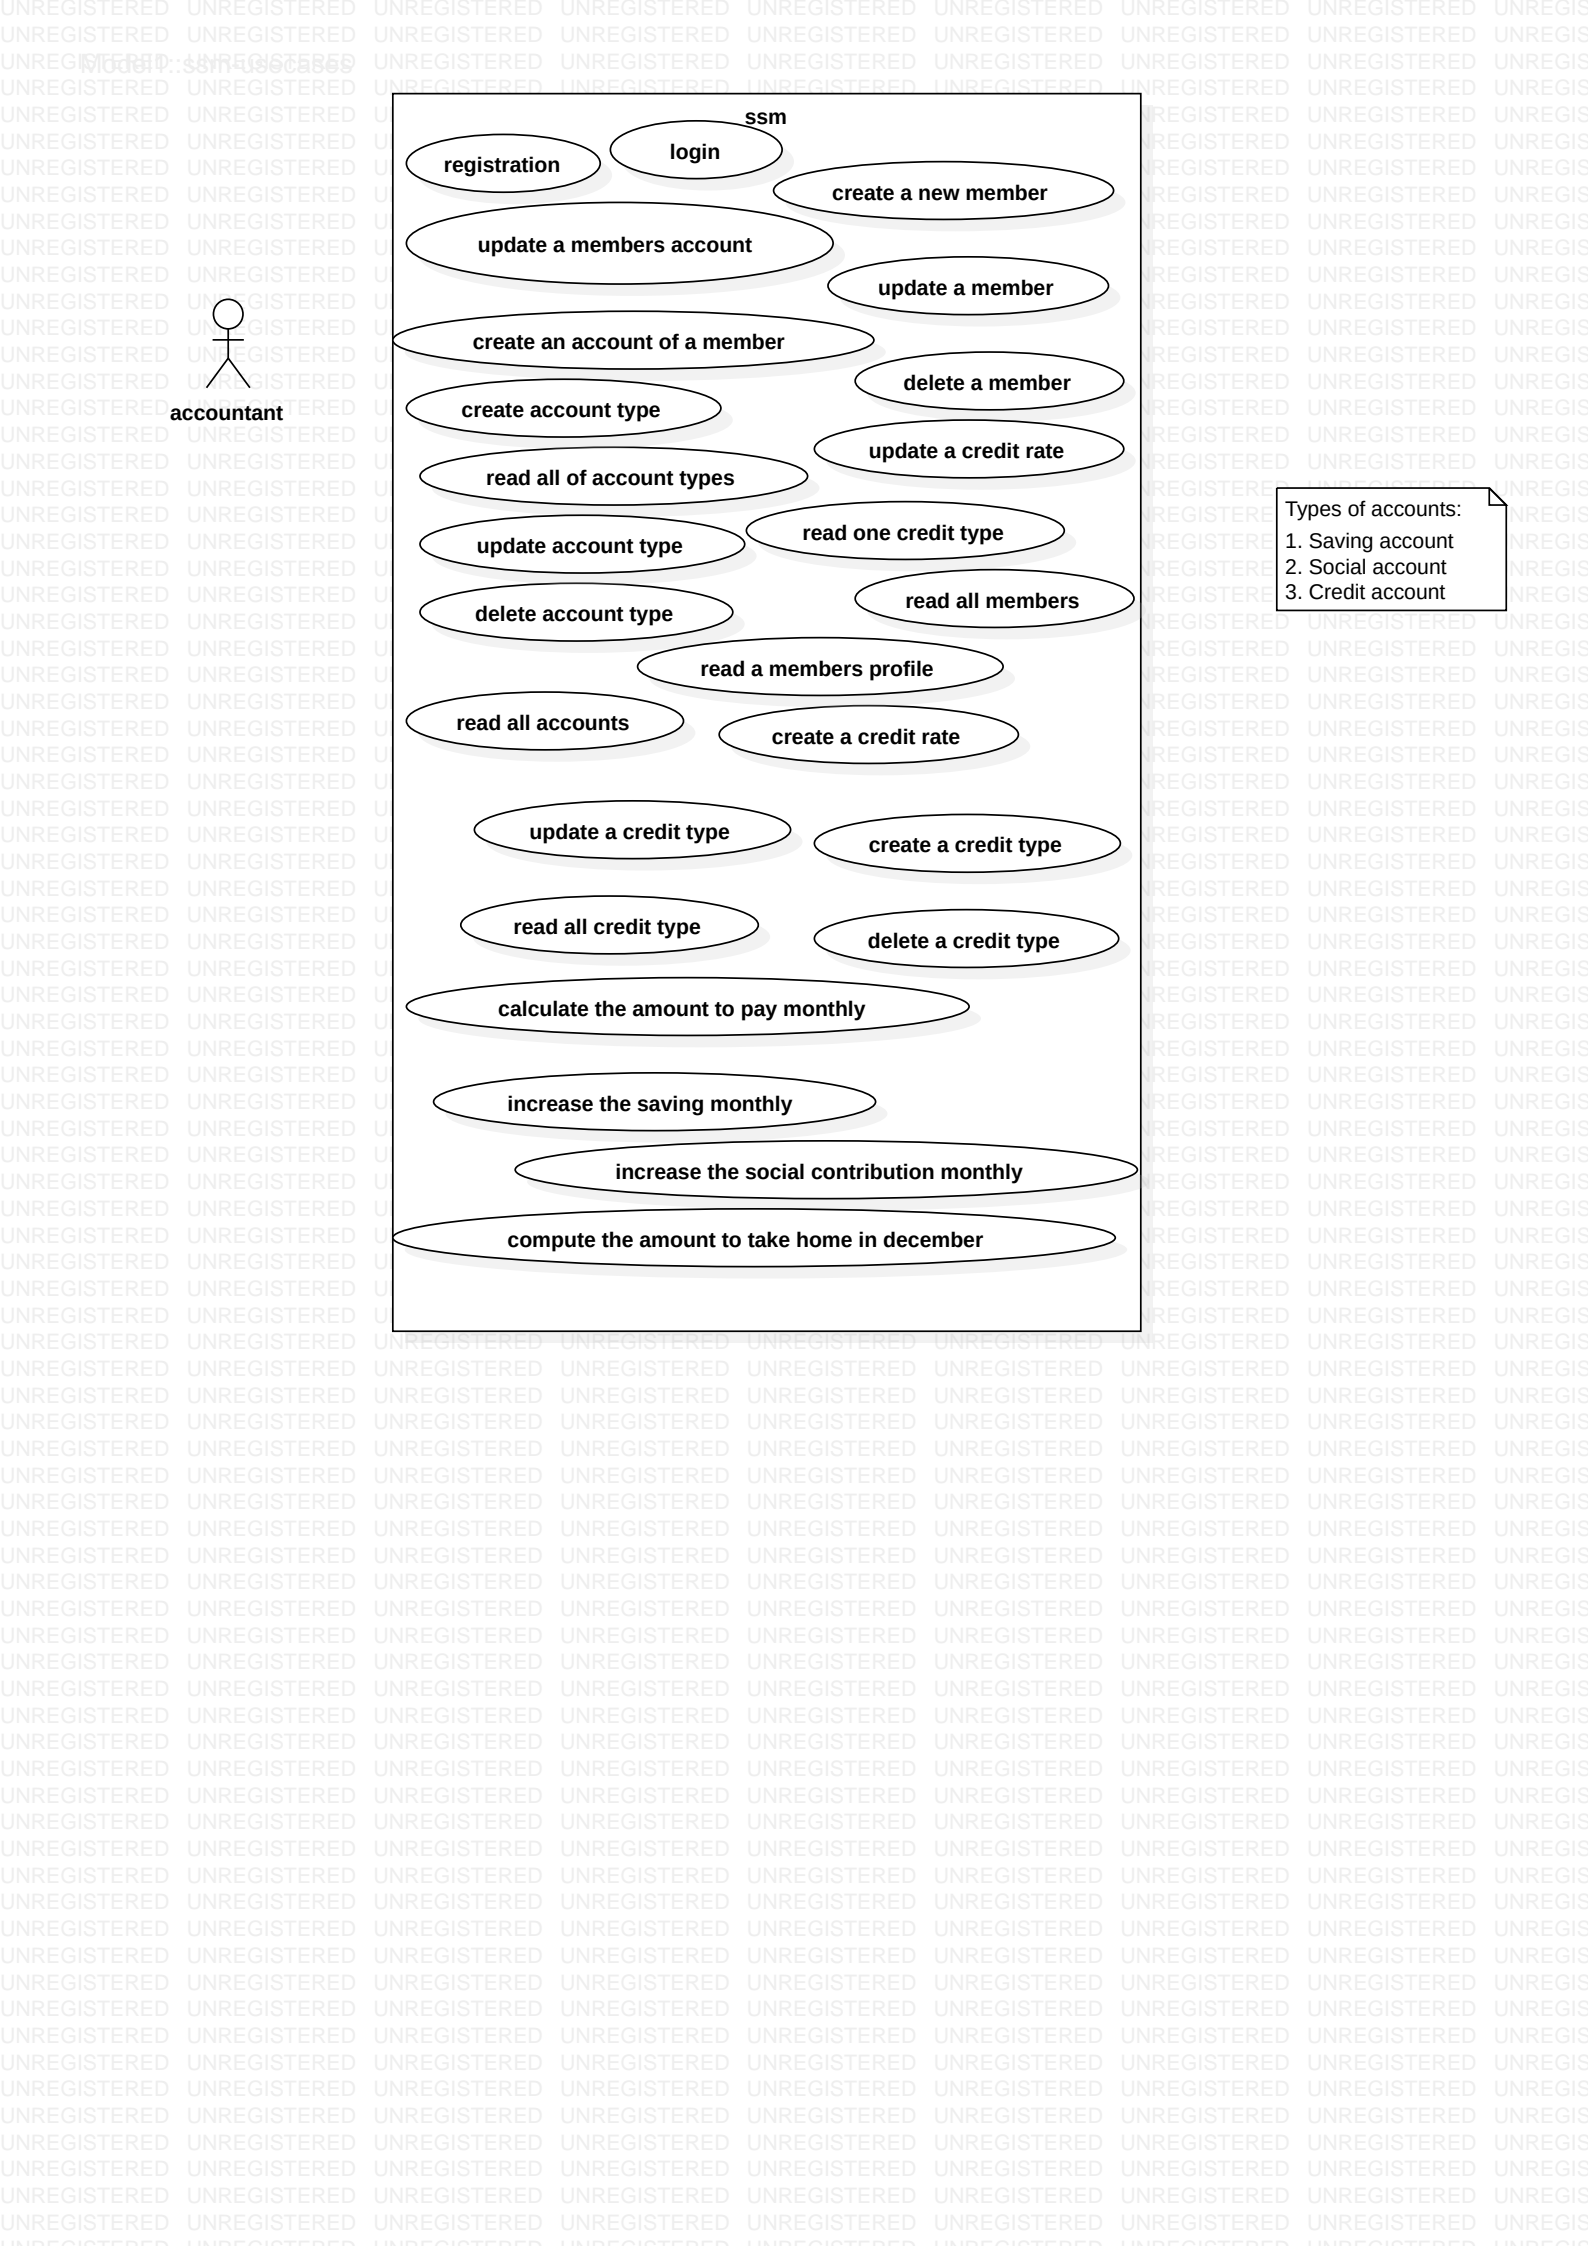 Model1::ssm-usecases
ssm
login
registration
create a new member
update a members account
update a member
create an account of a member
delete a member
create account type
accountant
update a credit rate
read all of account types
Types of accounts:
1. Saving account
2. Social account
3. Credit account
read one credit type
update account type
read all members
delete account type
read a members profile
read all accounts
create a credit rate
update a credit type
create a credit type
read all credit type
delete a credit type
calculate the amount to pay monthly
increase the saving monthly
increase the social contribution monthly
compute the amount to take home in december
UNREGISTERED